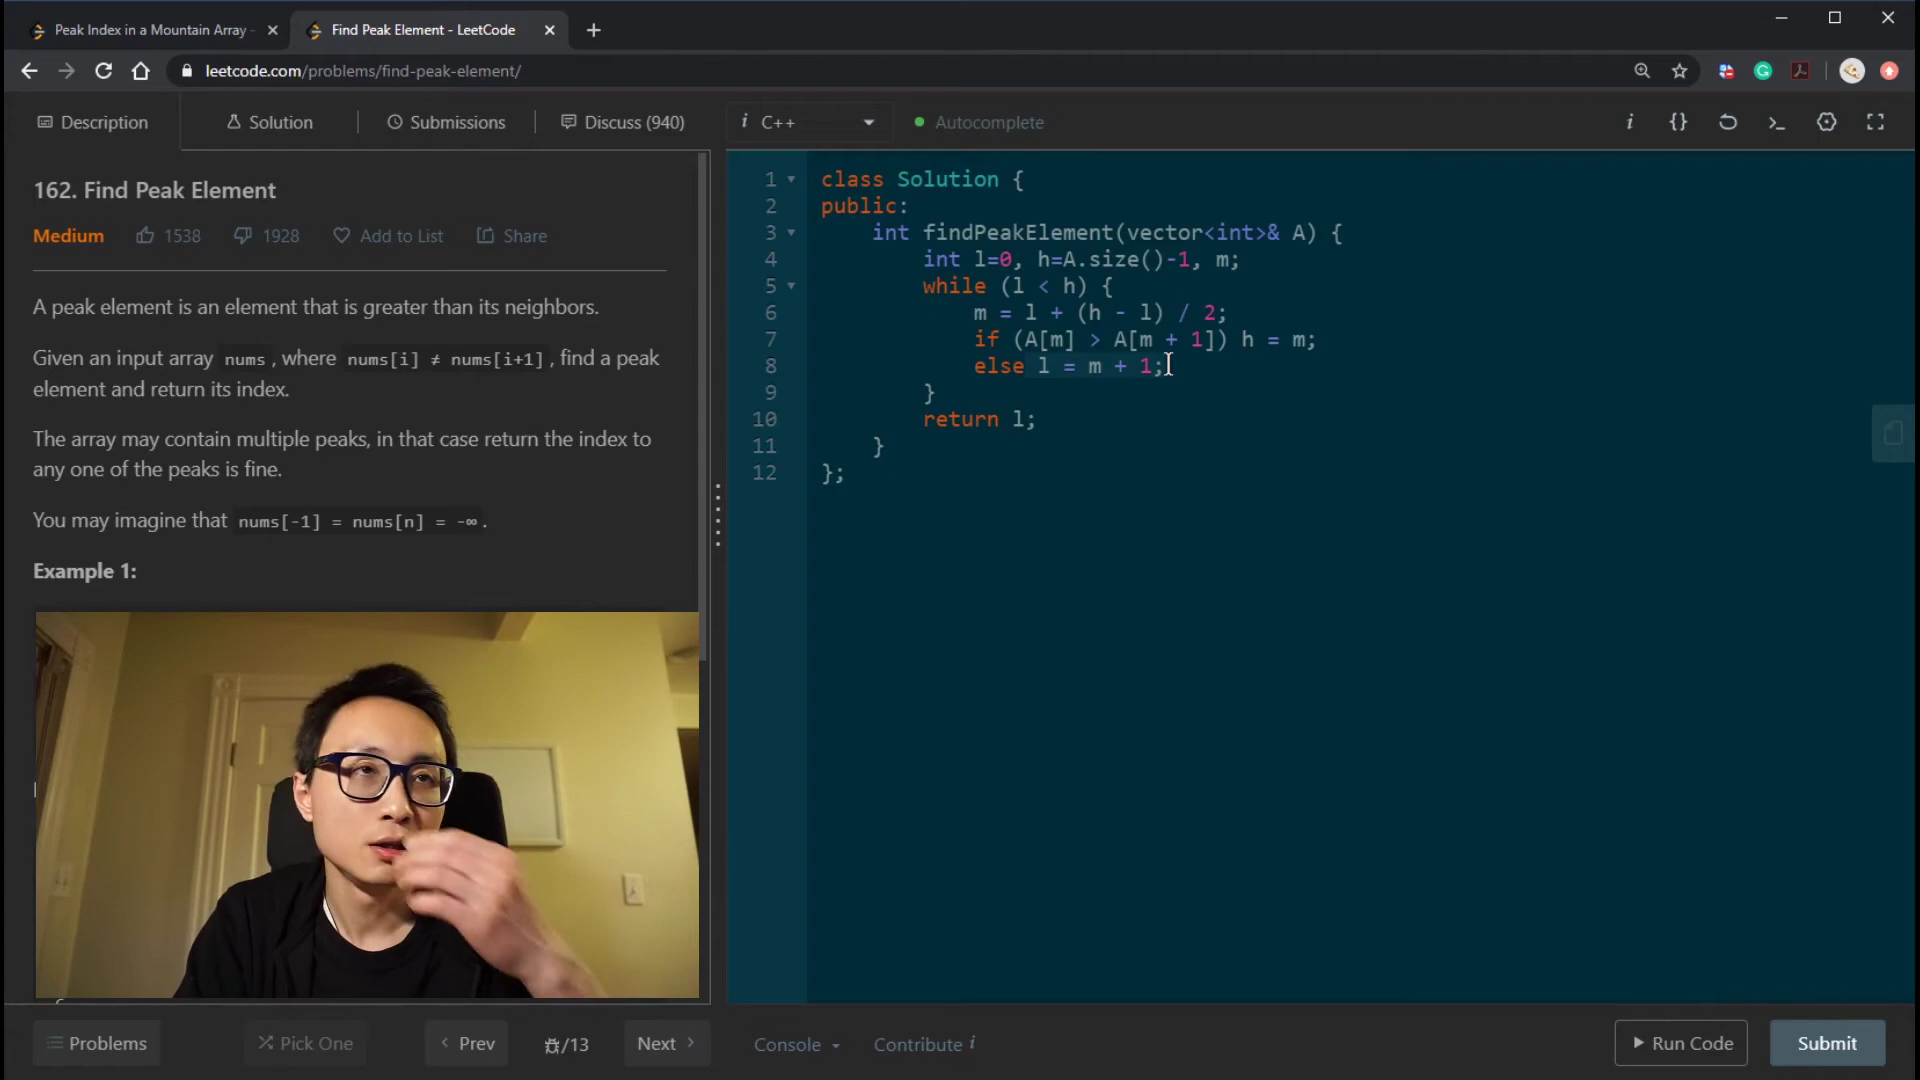 Peak Index in a Mountain Array -
Find Peak Element - LeetCode
leetcode.com/problems/find-peak-element/
Description
Solution
Submissions
Discuss (940)
i C++
Autocomplete
162. Find Peak Element
Medium 1538 1928 Add to List Share
A peak element is an element that is greater than its neighbors.
Given an input array nums, where nums[i] ≠ nums[i+1], find a peak
element and return its index.
The array may contain multiple peaks, in that case return the index to
any one of the peaks is fine.
You may imagine that nums[-1] = nums[n] = -∞.
Example 1:
1 class Solution {
2 public:
3 int findPeakElement(vector<int>& A) {
4 int l=0, h=A.size()-1, m;
5 while (l < h) {
6 m = l + (h - l) / 2;
7 if (A[m] > A[m + 1]) h = m;
8 else l = m + 1;
9 }
10 return l;
11 }
12 };
Problems
Pick One
Prev
/13
Next
Console
Contribute i
Run Code
Submit